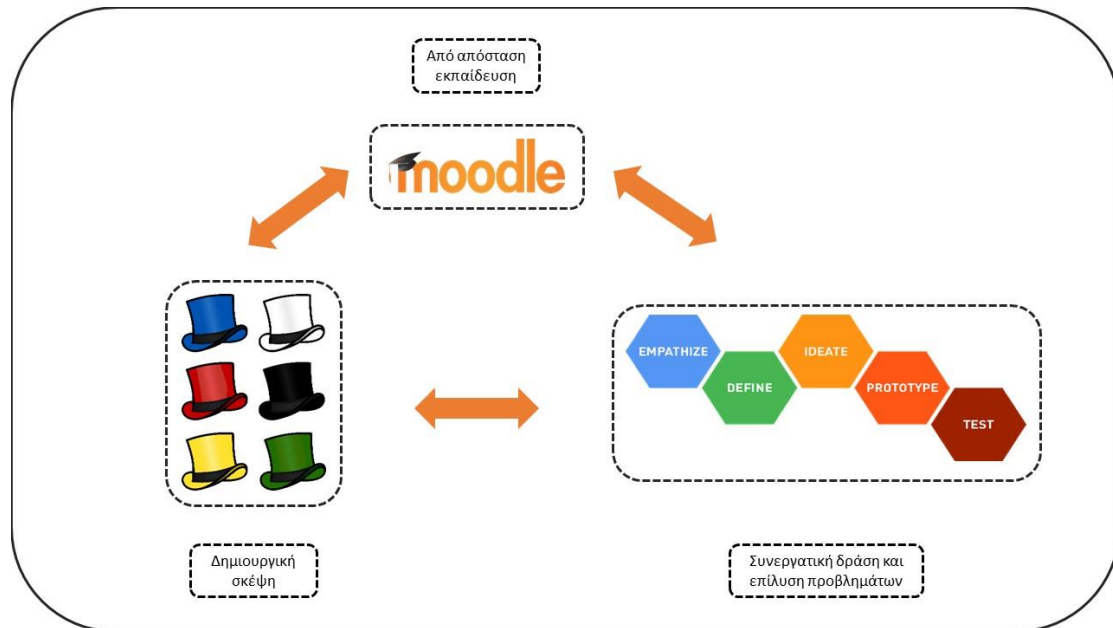 Από απόσταση
εκπαίδευση
moodle
EMPATHIZE
DEFINE
IDEATE
PROTOTYPE
TEST
Δημιουργική
σκέψη
Συνεργατική δράση και
επίλυση προβλημάτων